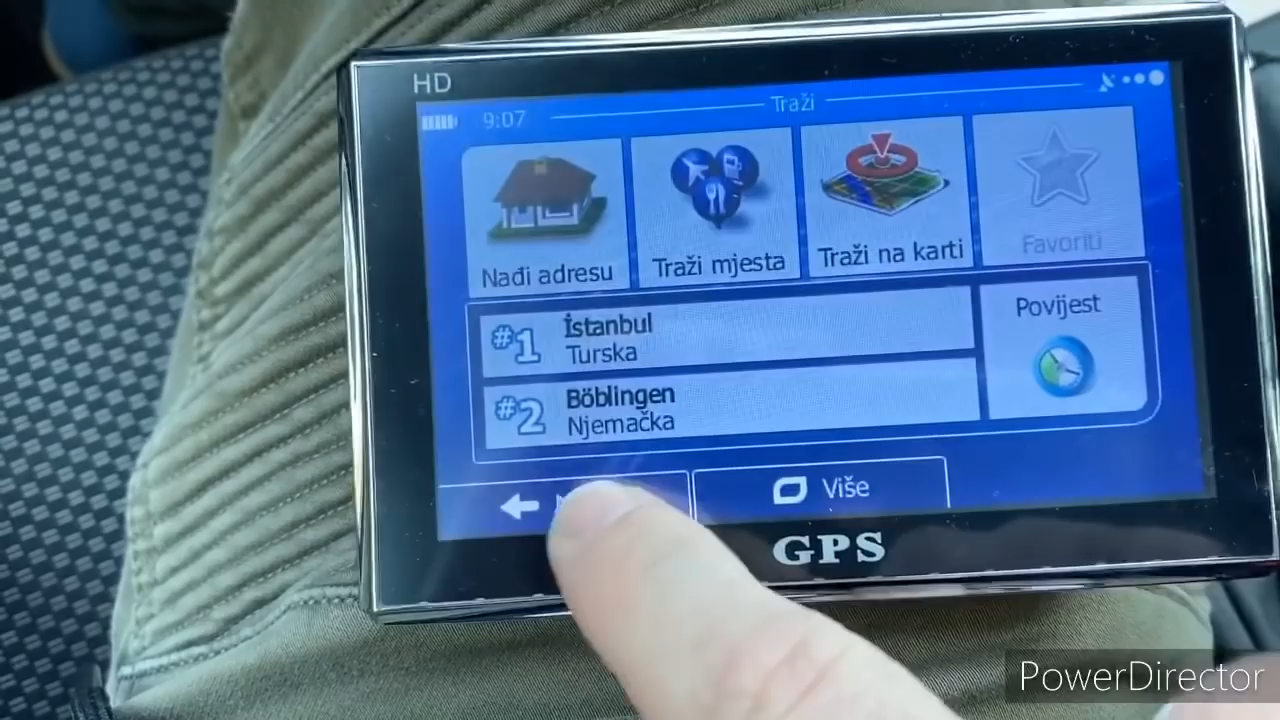 HD
9:07
Traži
Nađi adresu
Traži mjesta
Traži na karti
Favoriti
#1
İstanbul
Turska
Povijest
#2
Böblingen
Njemačka
Više
GPS
PowerDirector